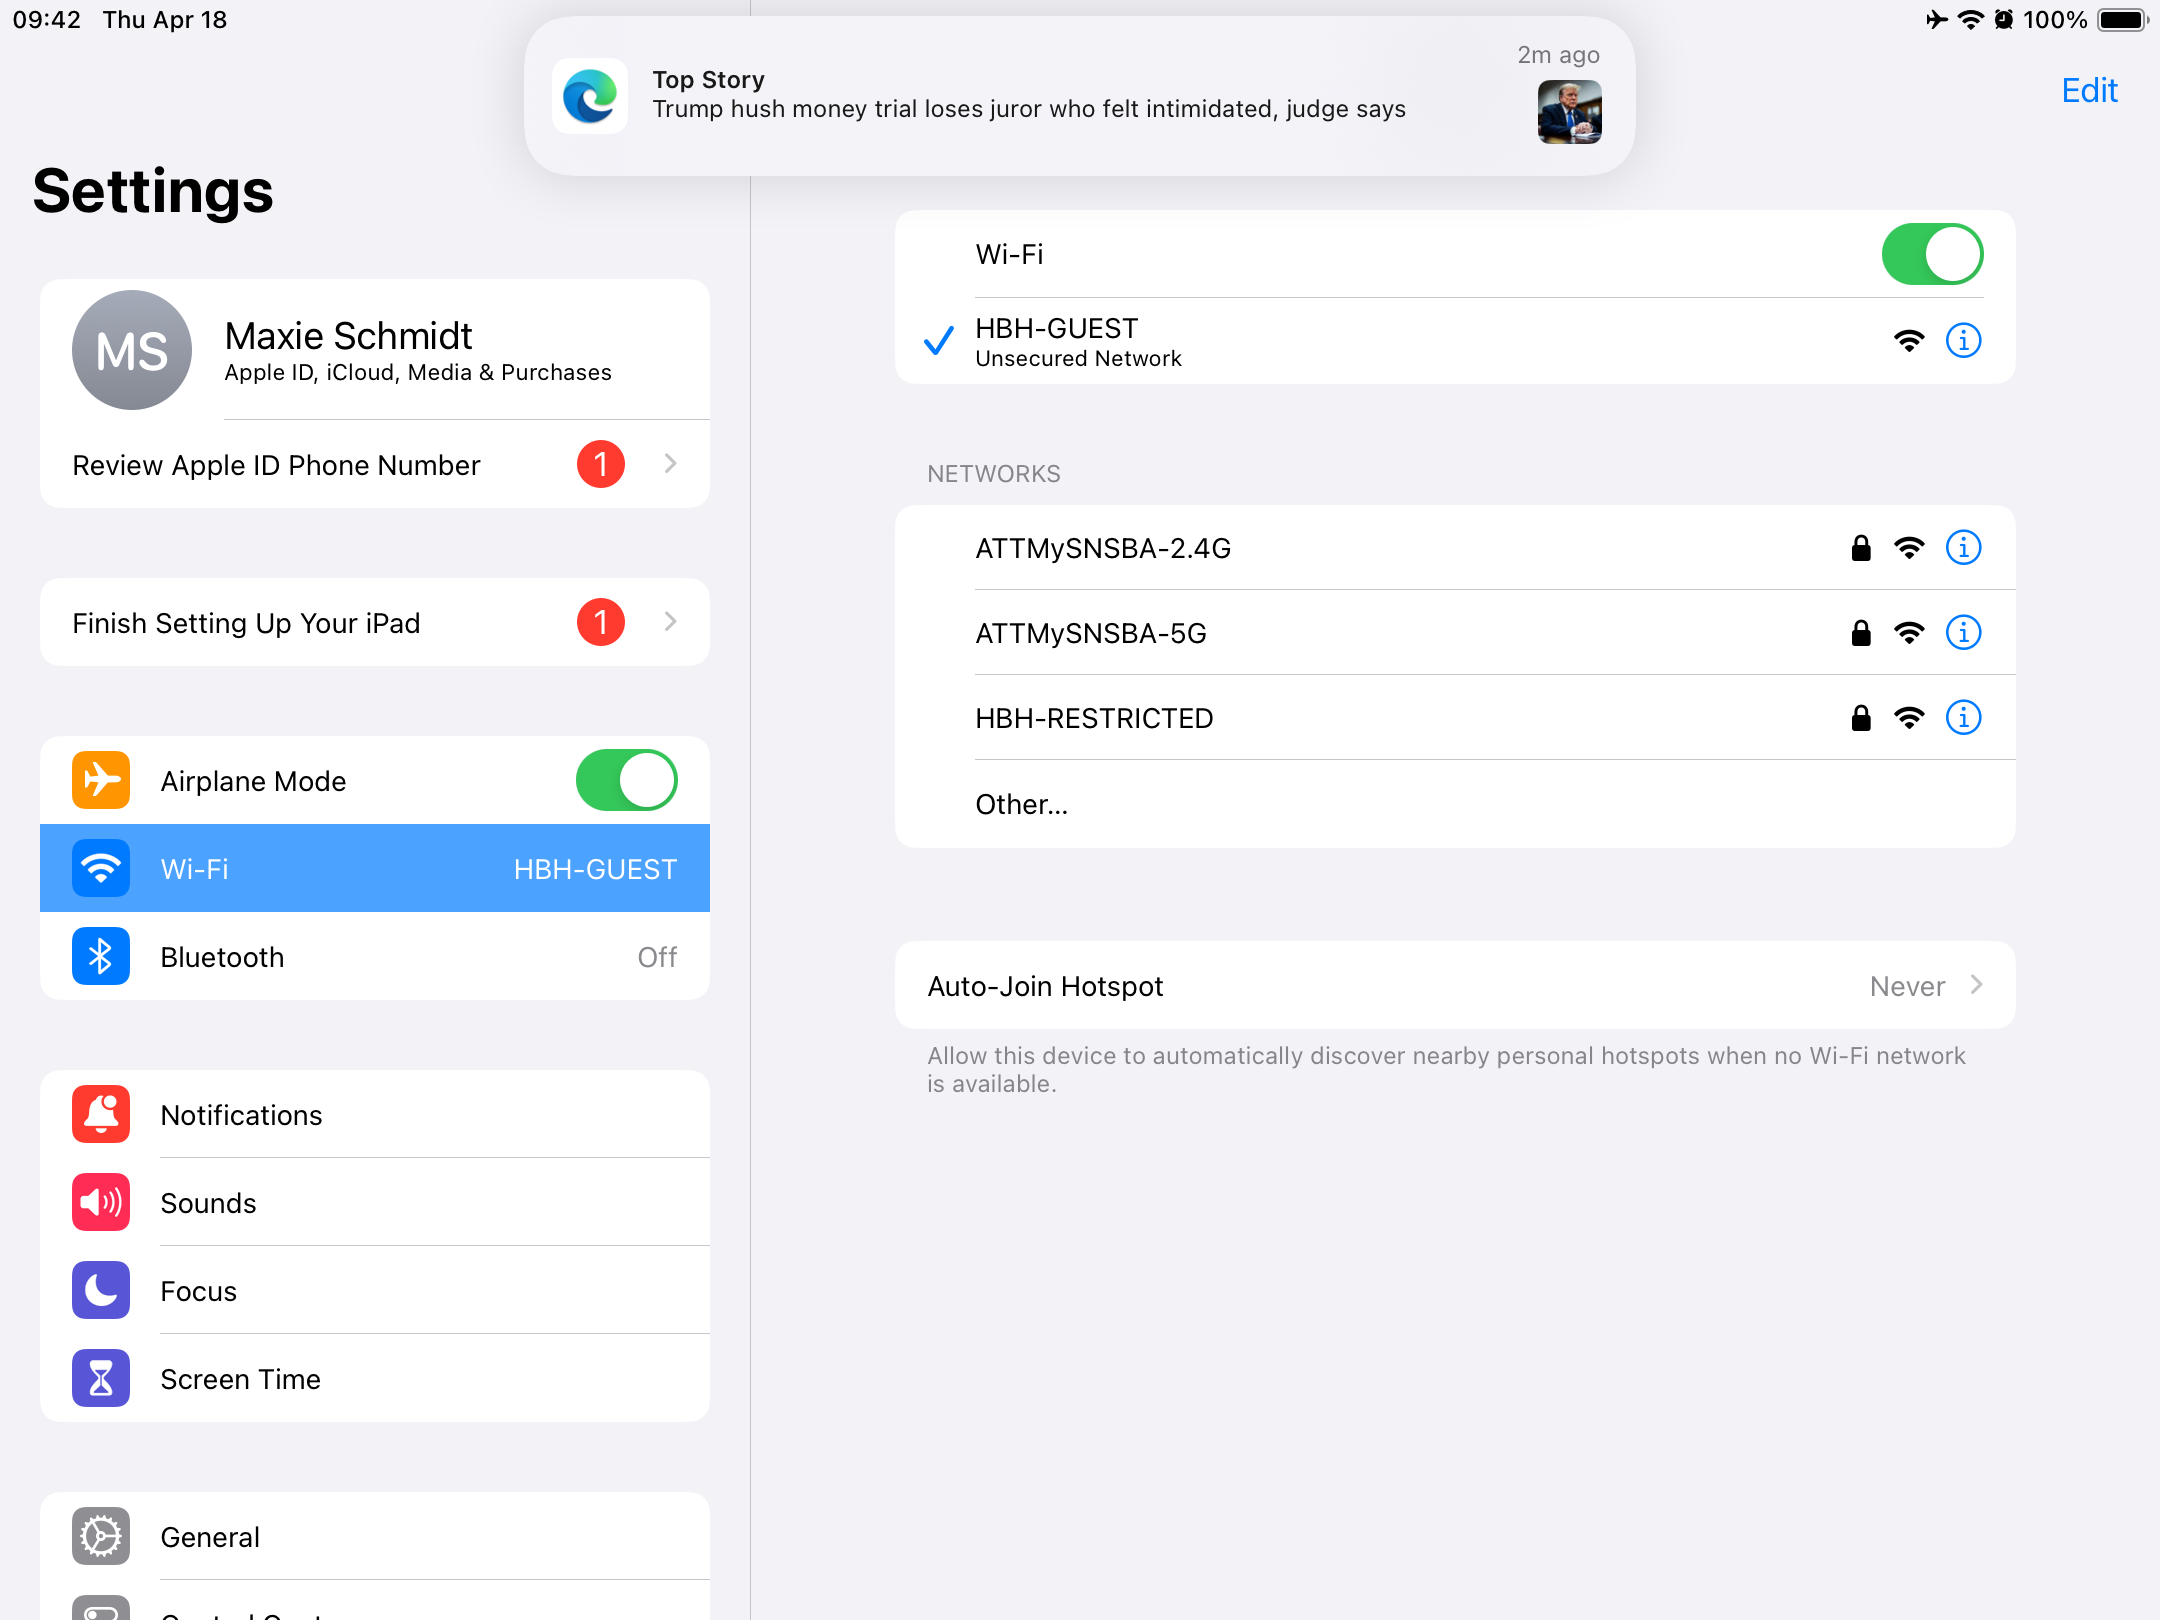 09:42 Thu Apr 18
100%
Top Story
2m ago
Trump hush money trial loses juror who felt intimidated, judge says
Edit
Settings
MS
Maxie Schmidt
Apple ID, iCloud, Media & Purchases
Review Apple ID Phone Number 1
Finish Setting Up Your iPad 1
Airplane Mode
Wi-Fi HBH-GUEST
Bluetooth Off
Notifications
Sounds
Focus
Screen Time
General
Wi-Fi
HBH-GUEST
Unsecured Network
NETWORKS
ATTMySNSBA-2.4G
ATTMySNSBA-5G
HBH-RESTRICTED
Other...
Auto-Join Hotspot Never
Allow this device to automatically discover nearby personal hotspots when no Wi-Fi network
is available.